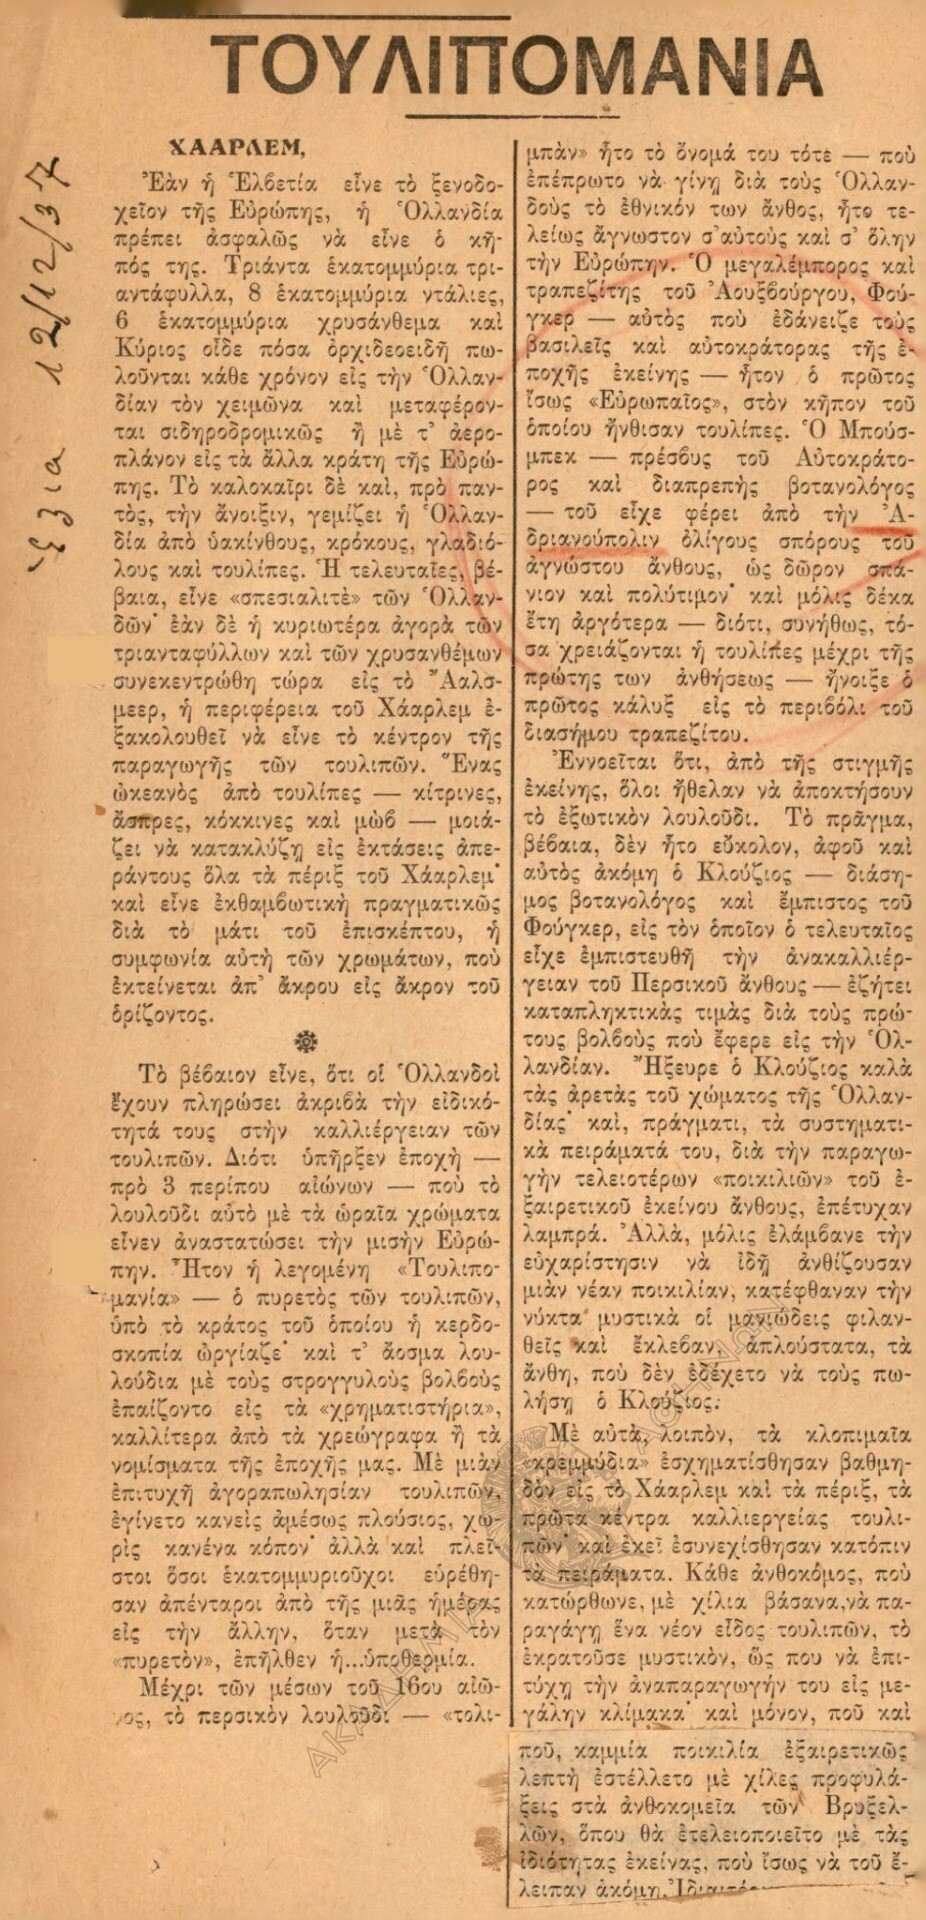 ΤΟΥΛΙΠΟΜΑΝΙΑ
12/12/37
ΧΑΑΡΛΕΜ,
Ἐὰν ἡ Ἑλβετία εἶνε τὸ ξενοδο-
χεῖον τῆς Εὐρώπης, ἡ Ὁλλανδία
πρέπει ἀσφαλῶς νὰ εἶνε ὁ κῆ-
πός της. Τριάντα ἑκατομμύρια τρι-
αντάφυλλα, 8 ἑκατομμύρια ντάλιες,
6 ἑκατομμύρια χρυσάνθεμα καὶ
Κύριος οἶδε πόσα ὀρχιδεοειδῆ πω-
λοῦνται κάθε χρόνον εἰς τὴν Ὁλλαν-
δίαν τὸν χειμῶνα καὶ μεταφέρον-
ται σιδηροδρομικῶς ἢ μὲ τ' ἀερο-
πλάνον εἰς τὰ ἄλλα κράτη τῆς Εὐρώ-
πης. Τὸ καλοκαῖρι δὲ καὶ, πρὸ παν-
τὸς, τὴν ἄνοιξιν, γεμίζει ἡ Ὁλλαν-
δία ἀπὸ ὑακίνθους, κρόκους, γλαδιό-
λους καὶ τουλίπες. Ἡ τελευταῖες, βέ-
βαια, εἶνε «σπεσιαλιτὲ» τῶν Ὁλλαν-
δῶν· ἐὰν δὲ ἡ κυριωτέρα ἀγορὰ τῶν
τριανταφύλλων καὶ τῶν χρυσανθέμων
συνεκεντρώθη τώρα εἰς τὸ Ἄαλσ-
μεερ, ἡ περιφέρεια τοῦ Χάαρλεμ ἐ-
ξακολουθεῖ νὰ εἶνε τὸ κέντρον τῆς
παραγωγῆς τῶν τουλιπῶν. Ἕνας
ὠκεανὸς ἀπὸ τουλίπες — κίτρινες,
ἄσπρες, κόκκινες καὶ μὼβ — μοιά-
ζει νὰ κατακλύζῃ εἰς ἐκτάσεις ἀπε-
ράντους ὅλα τὰ πέριξ τοῦ Χάαρλεμ·
καὶ εἶνε ἐκθαμβωτικὴ πραγματικῶς
διὰ τὸ μάτι τοῦ ἐπισκέπτου, ἡ
συμφωνία αὐτὴ τῶν χρωμάτων, ποὺ
ἐκτείνεται ἀπ' ἄκρου εἰς ἄκρον τοῦ
ὁρίζοντος.
Τὸ βέβαιον εἶνε, ὅτι οἱ Ὁλλανδοὶ
ἔχουν πληρώσει ἀκριβὰ τὴν εἰδικό-
τητά τους στὴν καλλιέργειαν τῶν
τουλιπῶν. Διότι ὑπῆρξεν ἐποχὴ —
πρὸ 3 περίπου αἰώνων — ποὺ τὸ
λουλοῦδι αὐτὸ μὲ τὰ ὡραῖα χρώματα
εἶνεν ἀναστατώσει τὴν μισὴν Εὐρώ-
πην. Ἦτον ἡ λεγομένη «Τουλιπο-
μανία» — ὁ πυρετὸς τῶν τουλιπῶν,
ὑπὸ τὸ κράτος τοῦ ὁποίου ἡ κερδο-
σκοπία ὠργίαζε· καὶ τ' ἄοσμα λου-
λούδια μὲ τοὺς στρογγυλοὺς βολβοὺς
ἐπαίζοντο εἰς τὰ «χρηματιστήρια»,
καλλίτερα ἀπὸ τὰ χρεώγραφα ἢ τὰ
νομίσματα τῆς ἐποχῆς μας. Μὲ μιὰν
ἐπιτυχῆ ἀγοραπωλησίαν τουλιπῶν,
ἐγίνετο κανεὶς ἀμέσως πλούσιος, χω-
ρὶς κανένα κόπον· ἀλλὰ καὶ πλεῖ-
στοι ὅσοι ἑκατομμυριοῦχοι εὑρέθη-
σαν ἀπένταροι ἀπὸ τῆς μιᾶς ἡμέρας
εἰς τὴν ἄλλην, ὅταν μετὰ τὸν
«πυρετὸν», ἐπῆλθεν ἡ...ὑποθερμία.
Μέχρι τῶν μέσων τοῦ 16ου αἰῶ-
νος, τὸ περσικὸν λουλοῦδι — «τολι-
μπὰν» ἦτο τὸ ὄνομά του τότε — ποὺ
ἐπέπρωτο νὰ γίνῃ διὰ τοὺς Ὁλλαν-
δοὺς τὸ ἐθνικόν των ἄνθος, ἦτο τε-
λείως ἄγνωστον σ'αὐτοὺς καὶ σ' ὅλην
τὴν Εὐρώπην. Ὁ μεγαλέμπορος καὶ
τραπεζίτης τοῦ Ἀουξβούργου, Φού-
γκερ — αὐτὸς ποὺ ἐδάνειζε τοὺς
βασιλεῖς καὶ αὐτοκράτορας τῆς ἐ-
ποχῆς ἐκείνης — ἦτον ὁ πρῶτος
ἴσως «Εὐρωπαῖος», στὸν κῆπον τοῦ
ὁποίου ἤνθισαν τουλίπες. Ὁ Μπούσ-
μπεκ — πρέσβυς τοῦ Αὐτοκράτο-
ρος καὶ διαπρεπὴς βοτανολόγος
— τοῦ εἶχε φέρει ἀπὸ τὴν Ἀ-
δριανούπολιν ὀλίγους σπόρους τοῦ
ἀγνώστου ἄνθους, ὡς δῶρον σπά-
νιον καὶ πολύτιμον· καὶ μόλις δέκα
ἔτη ἀργότερα — διότι, συνήθως, τό-
σα χρειάζονται ἡ τουλίπες μέχρι τῆς
πρώτης των ἀνθήσεως — ἤνοιξε ὁ
πρῶτος κάλυξ εἰς τὸ περιβόλι τοῦ
διασήμου τραπεζίτου.
Ἐννοεῖται ὅτι, ἀπὸ τῆς στιγμῆς
ἐκείνης, ὅλοι ἤθελαν νὰ ἀποκτήσουν
τὸ ἐξωτικὸν λουλοῦδι. Τὸ πρᾶγμα,
βέβαια, δὲν ἦτο εὔκολον, ἀφοῦ καὶ
αὐτὸς ἀκόμη ὁ Κλούζιος — διάση-
μος βοτανολόγος καὶ ἔμπιστος τοῦ
Φούγκερ, εἰς τὸν ὁποῖον ὁ τελευταῖος
εἶχε ἐμπιστευθῆ τὴν ἀνακαλλιέρ-
γειαν τοῦ Περσικοῦ ἄνθους — ἐζήτει
καταπληκτικὰς τιμὰς διὰ τοὺς πρώ-
τους βολβοὺς ποὺ ἔφερε εἰς τὴν Ὁλ-
λανδίαν. Ἤξευρε ὁ Κλούζιος καλὰ
τὰς ἀρετὰς τοῦ χώματος τῆς Ὁλλαν-
δίας· καὶ, πράγματι, τὰ συστηματι-
κὰ πειράματά του, διὰ τὴν παραγω-
γὴν τελειοτέρων «ποικιλιῶν» τοῦ ἐ-
ξαιρετικοῦ ἐκείνου ἄνθους, ἐπέτυχαν
λαμπρά. Ἀλλὰ, μόλις ἐλάμβανε τὴν
εὐχαρίστησιν νὰ ἰδῇ ἀνθίζουσαν
μιὰν νέαν ποικιλίαν, κατέφθαναν τὴν
νύκτα μυστικὰ οἱ μανιώδεις φιλαν-
θεῖς καὶ ἔκλεβαν, ἁπλούστατα, τὰ
ἄνθη, ποὺ δὲν ἐδέχετο νὰ τοὺς πω-
λήσῃ ὁ Κλούζιος.
Μὲ αὐτὰ, λοιπὸν, τὰ κλοπιμαῖα
«κρεμμύδια» ἐσχηματίσθησαν βαθμη-
δὸν εἰς τὸ Χάαρλεμ καὶ τὰ πέριξ, τὰ
πρῶτα κέντρα καλλιεργείας τουλι-
πῶν· καὶ ἐκεῖ ἐσυνεχίσθησαν κατόπιν
τὰ πειράματα. Κάθε ἀνθοκόμος, ποὺ
κατώρθωνε, μὲ χίλια βάσανα,νὰ πα-
ραγάγῃ ἕνα νέον εἶδος τουλιπῶν, τὸ
ἐκρατοῦσε μυστικὸν, ὥς που νὰ ἐπι-
τύχῃ τὴν ἀναπαραγωγήν του εἰς με-
γάλην κλίμακα· καὶ μόνον, ποῦ καὶ
ποῦ, καμμία ποικιλία ἐξαιρετικῶς
λεπτὴ ἐστέλλετο μὲ χίλες προφυλά-
ξεις στὰ ἀνθοκομεῖα τῶν Βρυξελ-
λῶν, ὅπου θὰ ἐτελειοποιεῖτο μὲ τὰς
ἰδιότητας ἐκείνας, ποὺ ἴσως νὰ τοῦ ἔ-
λειπαν ἀκόμη.
ΑΚΑΔΗΜΙΑ
ΑΘΗΝΩΝ